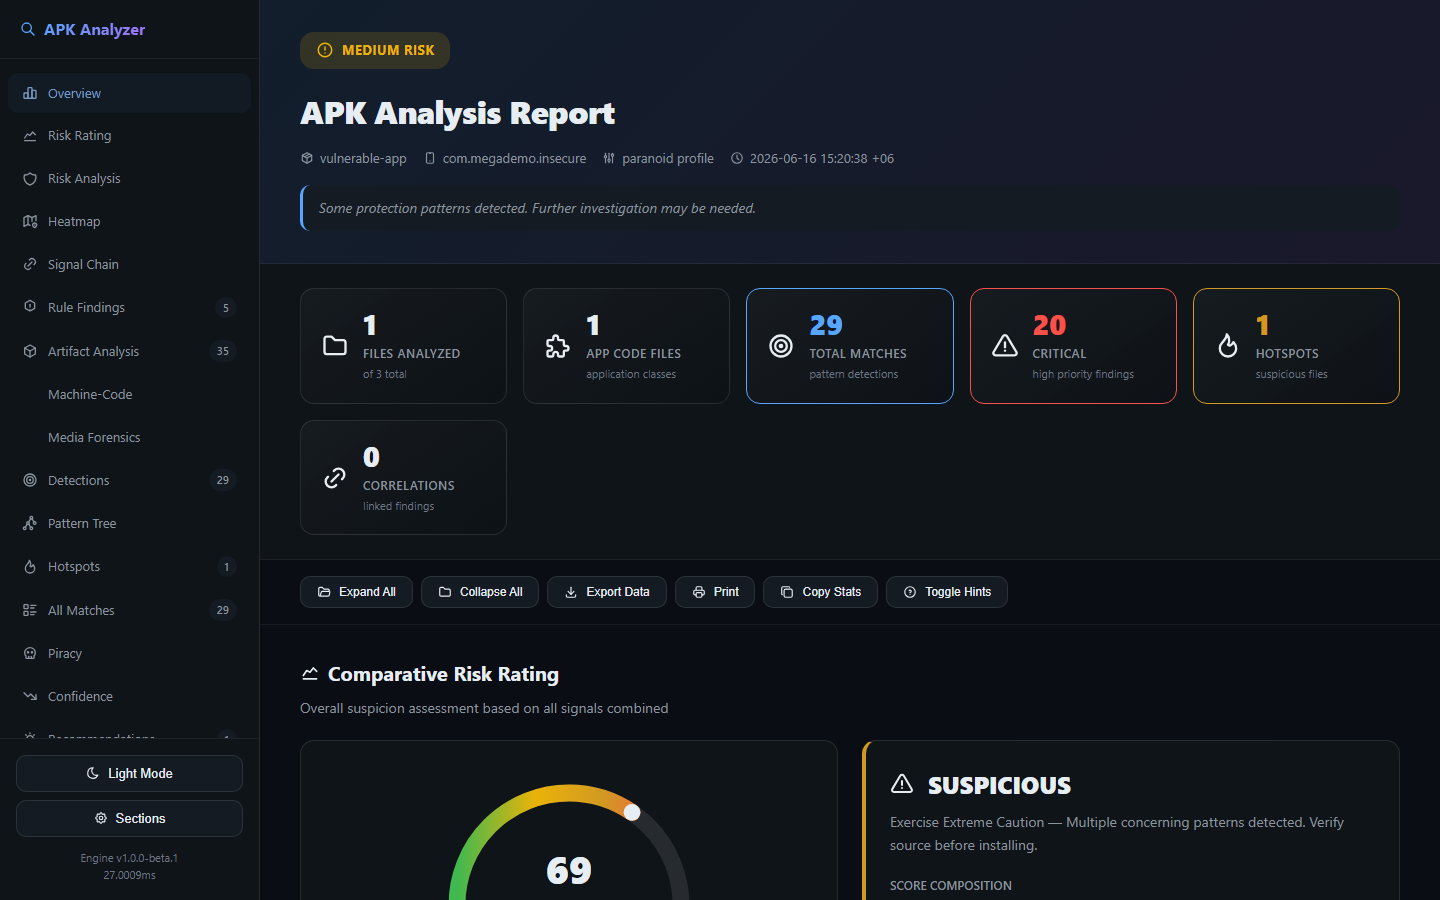 APK Analyzer
Overview
Risk Rating
Risk Analysis
Heatmap
Signal Chain
Rule Findings 5
Artifact Analysis 35
Machine-Code
Media Forensics
Detections 29
Pattern Tree
Hotspots 1
All Matches 29
Piracy
Confidence
Recommendations 1
Light Mode
Sections
Engine v1.0.0-beta.1
27.0009ms
MEDIUM RISK
APK Analysis Report
vulnerable-app com.megademo.insecure paranoid profile 2026-06-16 15:20:38 +06
Some protection patterns detected. Further investigation may be needed.
1
FILES ANALYZED
of 3 total
1
APP CODE FILES
application classes
29
TOTAL MATCHES
pattern detections
20
CRITICAL
high priority findings
1
HOTSPOTS
suspicious files
0
CORRELATIONS
linked findings
Expand All Collapse All Export Data Print Copy Stats Toggle Hints
Comparative Risk Rating
Overall suspicion assessment based on all signals combined
69
SUSPICIOUS
Exercise Extreme Caution — Multiple concerning patterns detected. Verify
source before installing.
SCORE COMPOSITION